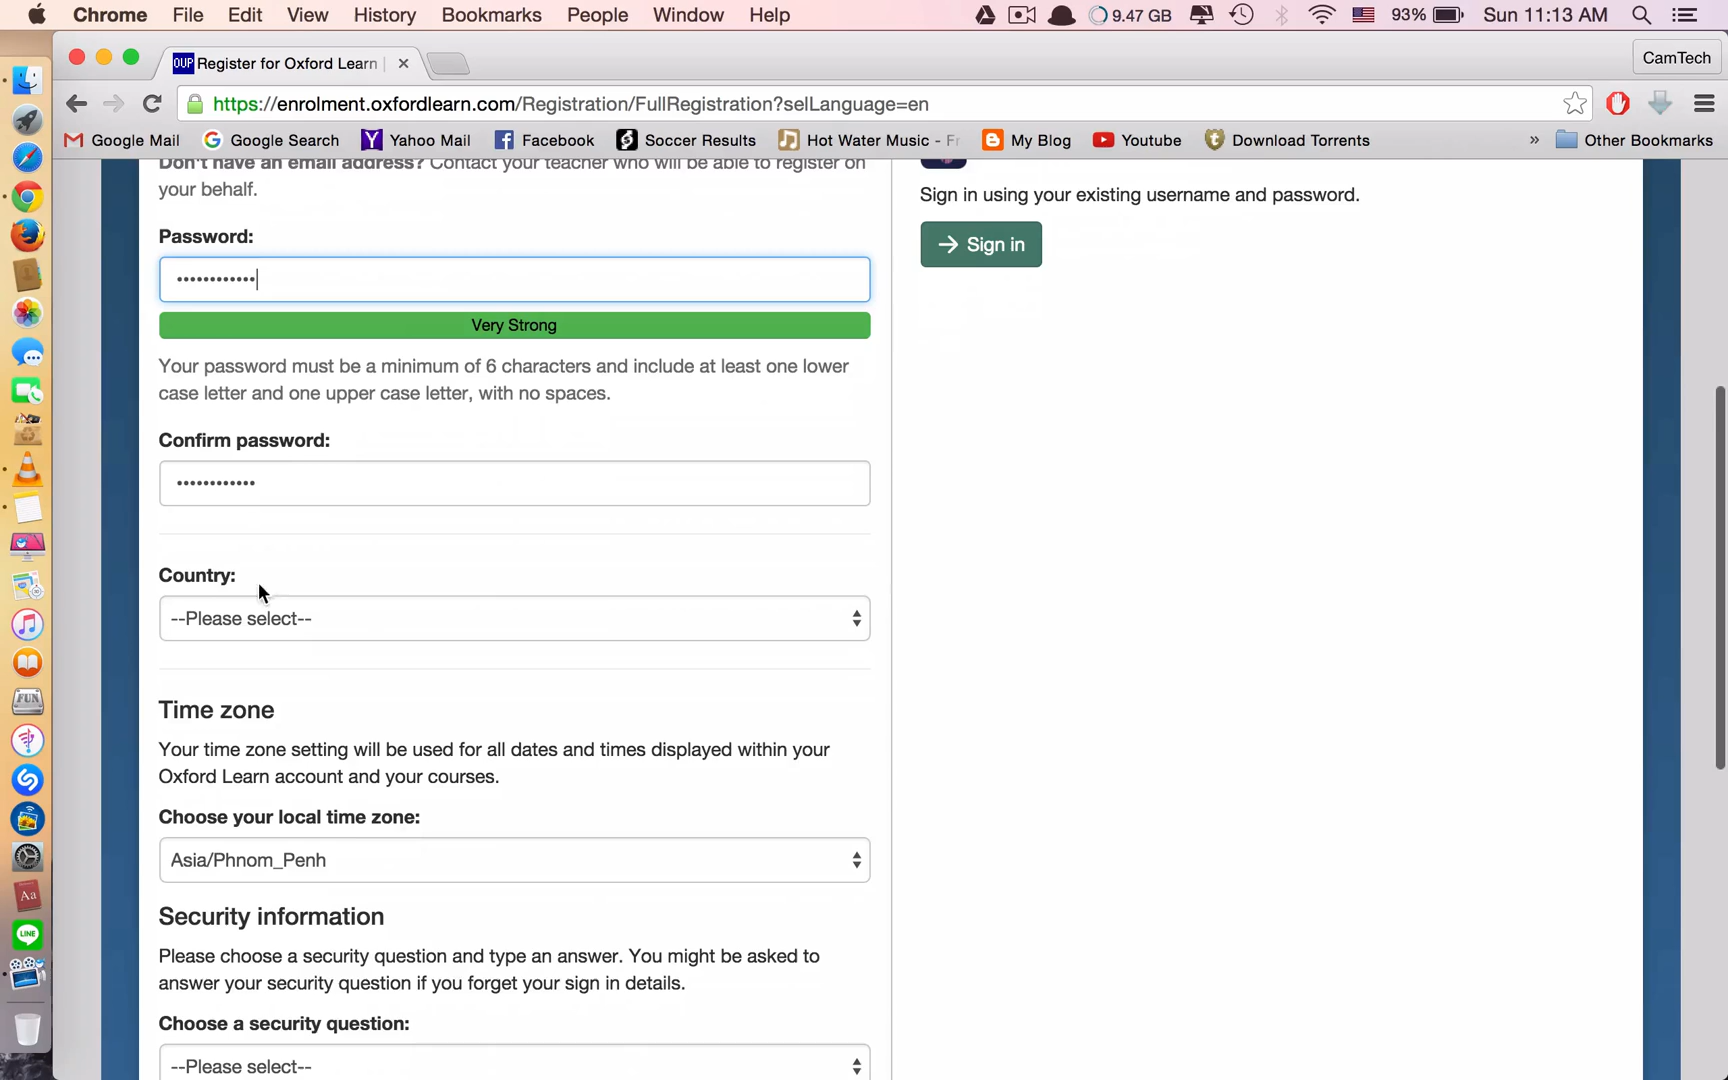 Chrome File Edit View History Bookmarks People Window Help 9.47 GB 93% Sun 11:13 AM
OUP Register for Oxford Learn CamTech
https://enrolment.oxfordlearn.com/Registration/FullRegistration?selLanguage=en
Google Mail Google Search Yahoo Mail Facebook Soccer Results Hot Water Music - Fr My Blog Youtube Download Torrents » Other Bookmarks
Don't have an email address? Contact your teacher who will be able to register on
your behalf.
Sign in using your existing username and password.
Sign in
Password:
••••••••••••
Very Strong
Your password must be a minimum of 6 characters and include at least one lower
case letter and one upper case letter, with no spaces.
Confirm password:
••••••••••••
Country:
--Please select--
Time zone
Your time zone setting will be used for all dates and times displayed within your
Oxford Learn account and your courses.
Choose your local time zone:
Asia/Phnom_Penh
Security information
Please choose a security question and type an answer. You might be asked to
answer your security question if you forget your sign in details.
Choose a security question:
--Please select--
FUN
Aa
LINE